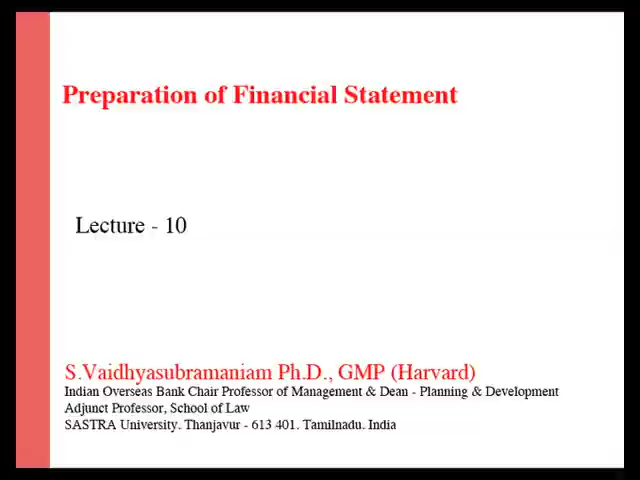 Preparation of Financial Statement
Lecture - 10
S.Vaidhyasubramaniam Ph.D., GMP (Harvard)
Indian Overseas Bank Chair Professor of Management & Dean - Planning & Development
Adjunct Professor, School of Law
SASTRA University. Thanjavur - 613 401. Tamilnadu. India